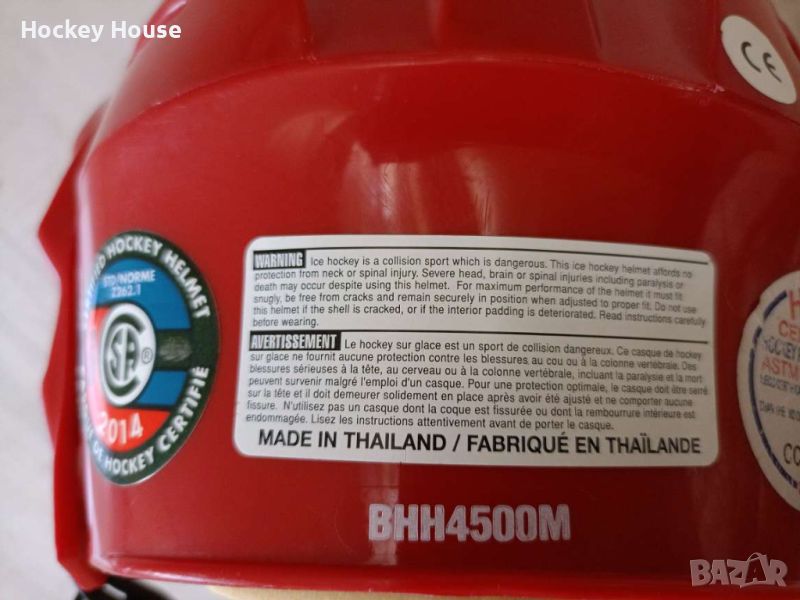 Hockey House
CE
HOCKEY HELMET
STD/NORME
Z262.1
CSA
®
2014
DE HOCKEY CERTIFIÉ
WARNING Ice hockey is a collision sport which is dangerous. This ice hockey helmet affords no
protection from neck or spinal injury. Severe head, brain or spinal injuries including paralysis or
death may occur despite using this helmet. For maximum performance of the helmet it must fit
snugly, be free from cracks and remain securely in position when adjusted to proper fit. Do not use
this helmet if the shell is cracked, or if the interior padding is deteriorated. Read instructions carefully
before wearing.
AVERTISSEMENT Le hockey sur glace est un sport de collision dangereux. Ce casque de hockey
sur glace ne fournit aucune protection contre les blessures au cou ou à la colonne vertébrale. Des
blessures sérieuses à la tête, au cerveau ou à la colonne vertébrale, incluant la paralysie et la mort
peuvent survenir malgré l'emploi d'un casque. Pour une protection optimale, le casque doit être serré
sur la tête et il doit demeurer solidement en place après avoir été ajusté et ne comporter aucune
fissure. N'utilisez pas un casque dont la coque est fissurée ou dont la rembourrure intérieure est
endommagée. Lisez les instructions attentivement avant de porter le casque.
MADE IN THAILAND / FABRIQUÉ EN THAÏLANDE
ASTM
BHH4500M
BAZAR